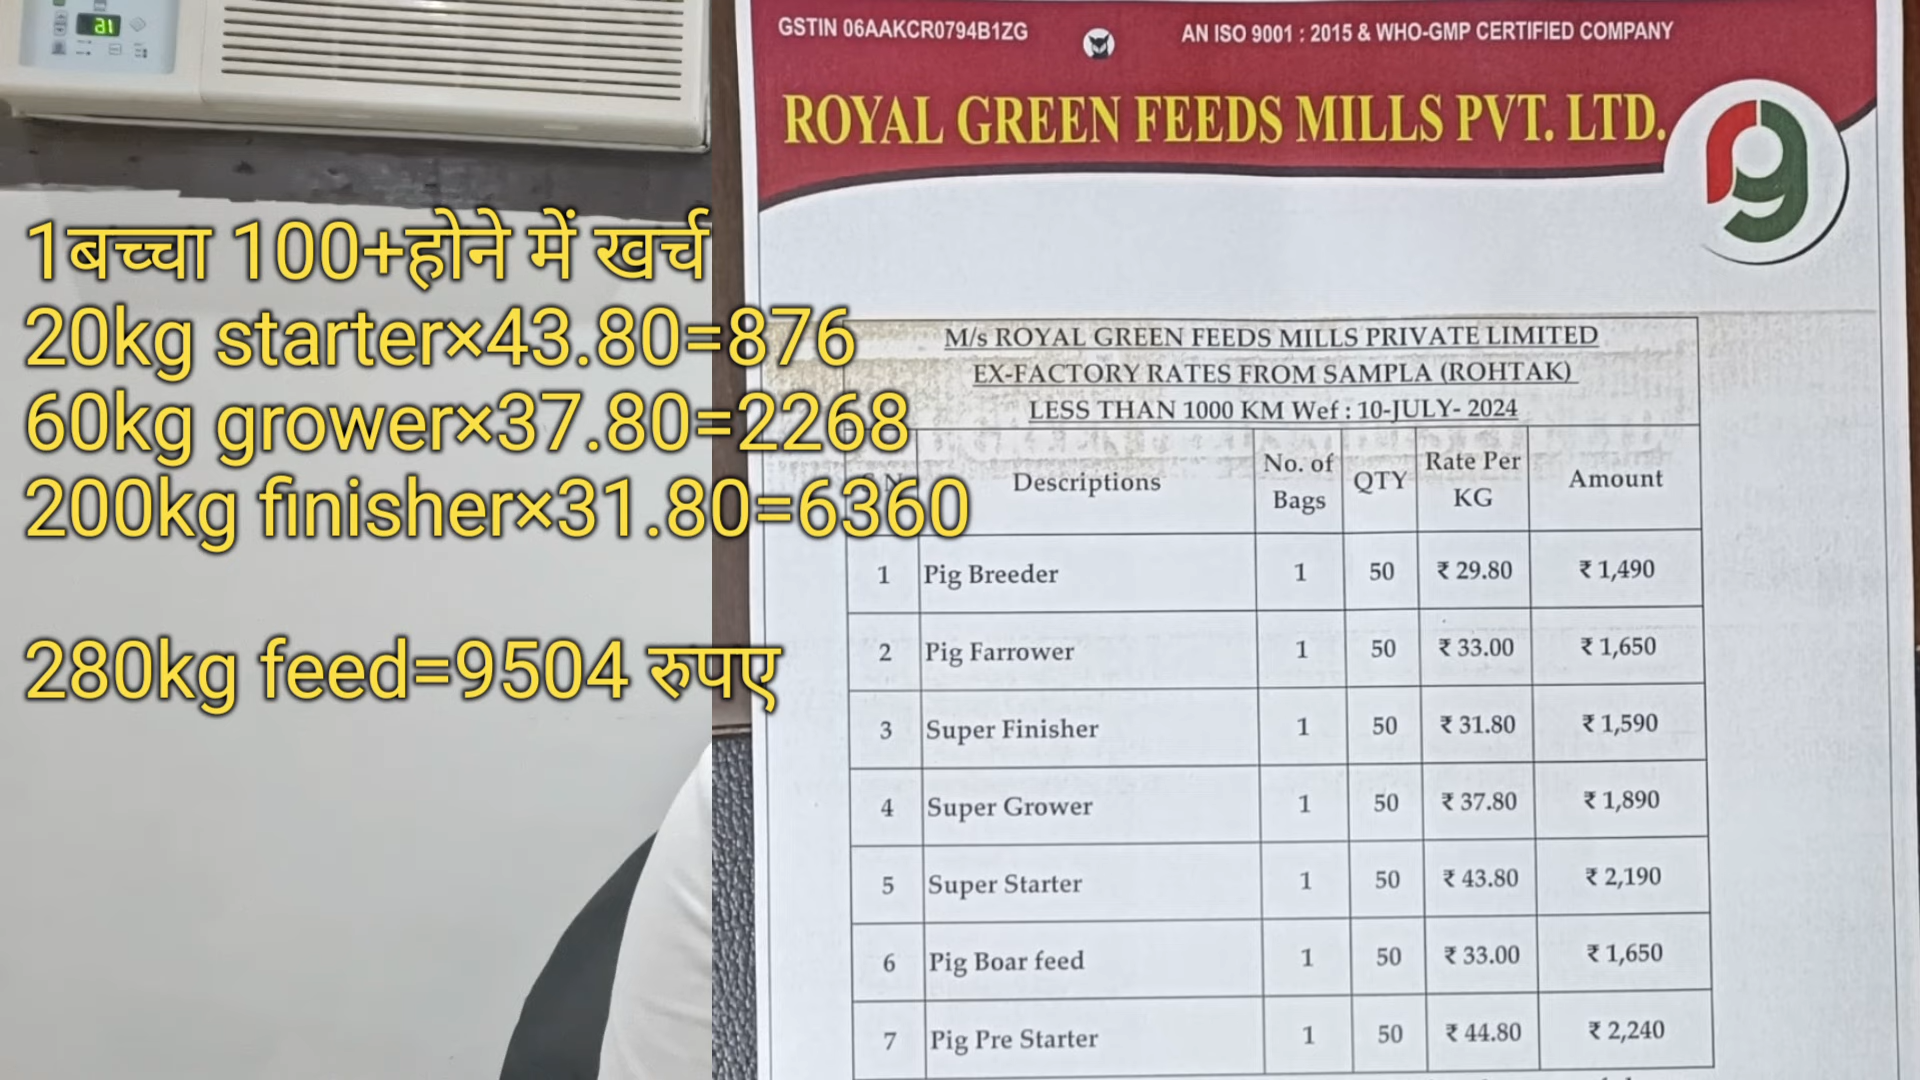 1बच्चा 100+होने में खर्च
20kg starter×43.80=876
60kg grower×37.80=2268
200kg finisher×31.80=6360
280kg feed=9504 रुपए
GSTIN 06AAKCR0794B1ZG
AN ISO 9001 : 2015 & WHO-GMP CERTIFIED COMPANY
ROYAL GREEN FEEDS MILLS PVT. LTD.
M/s ROYAL GREEN FEEDS MILLS PRIVATE LIMITED
EX-FACTORY RATES FROM SAMPLA (ROHTAK)
LESS THAN 1000 KM Wef : 10-JULY- 2024
Descriptions No. of Bags QTY Rate Per KG Amount
1 Pig Breeder 1 50 ₹ 29.80 ₹ 1,490
2 Pig Farrower 1 50 ₹ 33.00 ₹ 1,650
3 Super Finisher 1 50 ₹ 31.80 ₹ 1,590
4 Super Grower 1 50 ₹ 37.80 ₹ 1,890
5 Super Starter 1 50 ₹ 43.80 ₹ 2,190
6 Pig Boar feed 1 50 ₹ 33.00 ₹ 1,650
7 Pig Pre Starter 1 50 ₹ 44.80 ₹ 2,240